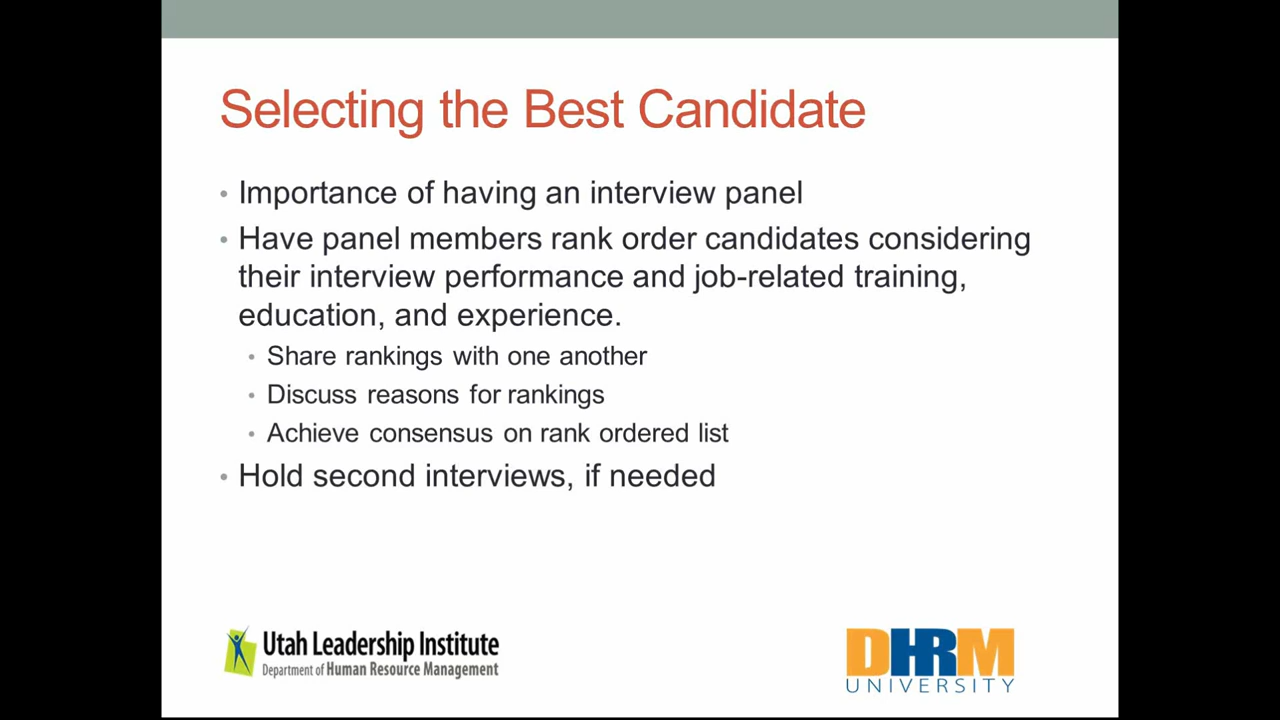 Selecting the Best Candidate
• Importance of having an interview panel
• Have panel members rank order candidates considering
their interview performance and job-related training,
education, and experience.
• Share rankings with one another
• Discuss reasons for rankings
• Achieve consensus on rank ordered list
• Hold second interviews, if needed
Utah Leadership Institute
Department of Human Resource Management
DHRM
UNIVERSITY